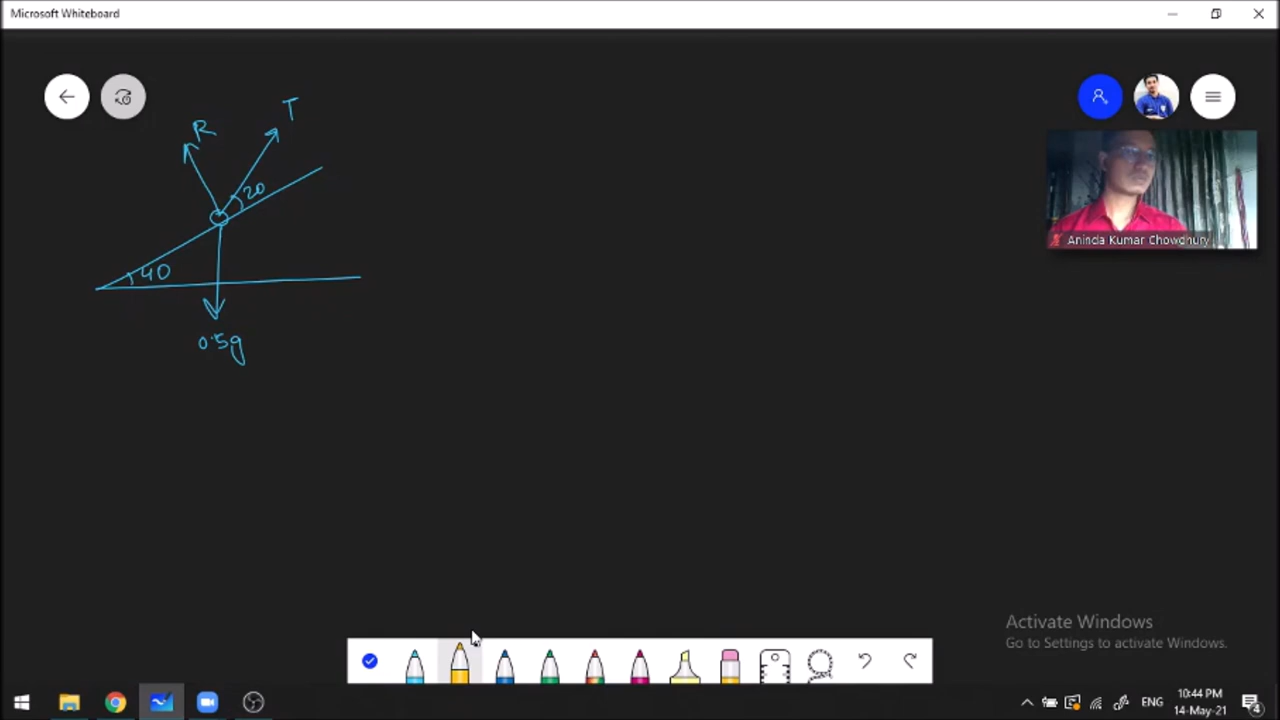 Microsoft Whiteboard
R
T
20
40
0.5g
Aninda Kumar Chowdhury
Activate Windows
Go to Settings to activate Windows.
ENG
10:44 PM
14-May-21
4